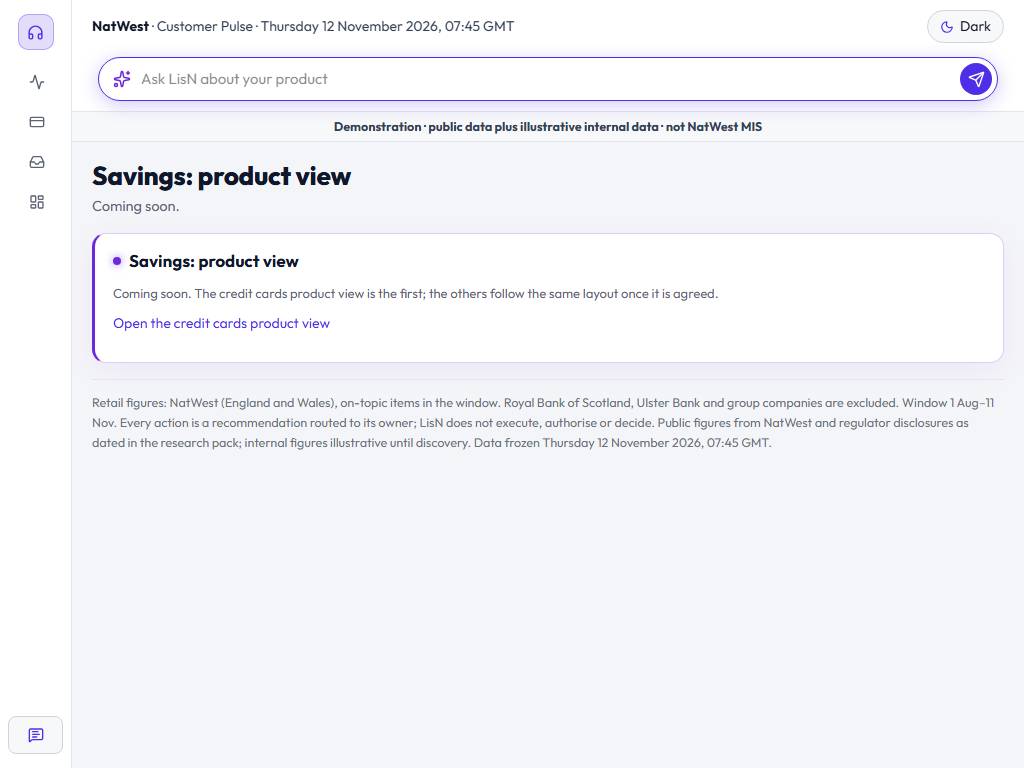 NatWest · Customer Pulse · Thursday 12 November 2026, 07:45 GMT
Dark
Ask LisN about your product
Demonstration · public data plus illustrative internal data · not NatWest MIS
Savings: product view
Coming soon.
Savings: product view
Coming soon. The credit cards product view is the first; the others follow the same layout once it is agreed.
Open the credit cards product view
Retail figures: NatWest (England and Wales), on-topic items in the window. Royal Bank of Scotland, Ulster Bank and group companies are excluded. Window 1 Aug–11
Nov. Every action is a recommendation routed to its owner; LisN does not execute, authorise or decide. Public figures from NatWest and regulator disclosures as
dated in the research pack; internal figures illustrative until discovery. Data frozen Thursday 12 November 2026, 07:45 GMT.